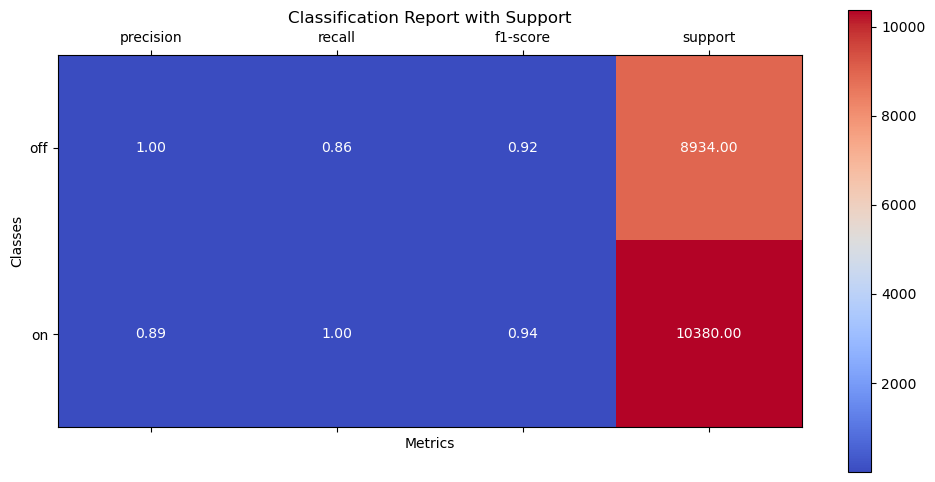 Classification Report with Support
precision recall f1-score support
off 1.00 0.86 0.92 8934.00
on 0.89 1.00 0.94 10380.00
Classes
Metrics
10000
8000
6000
4000
2000